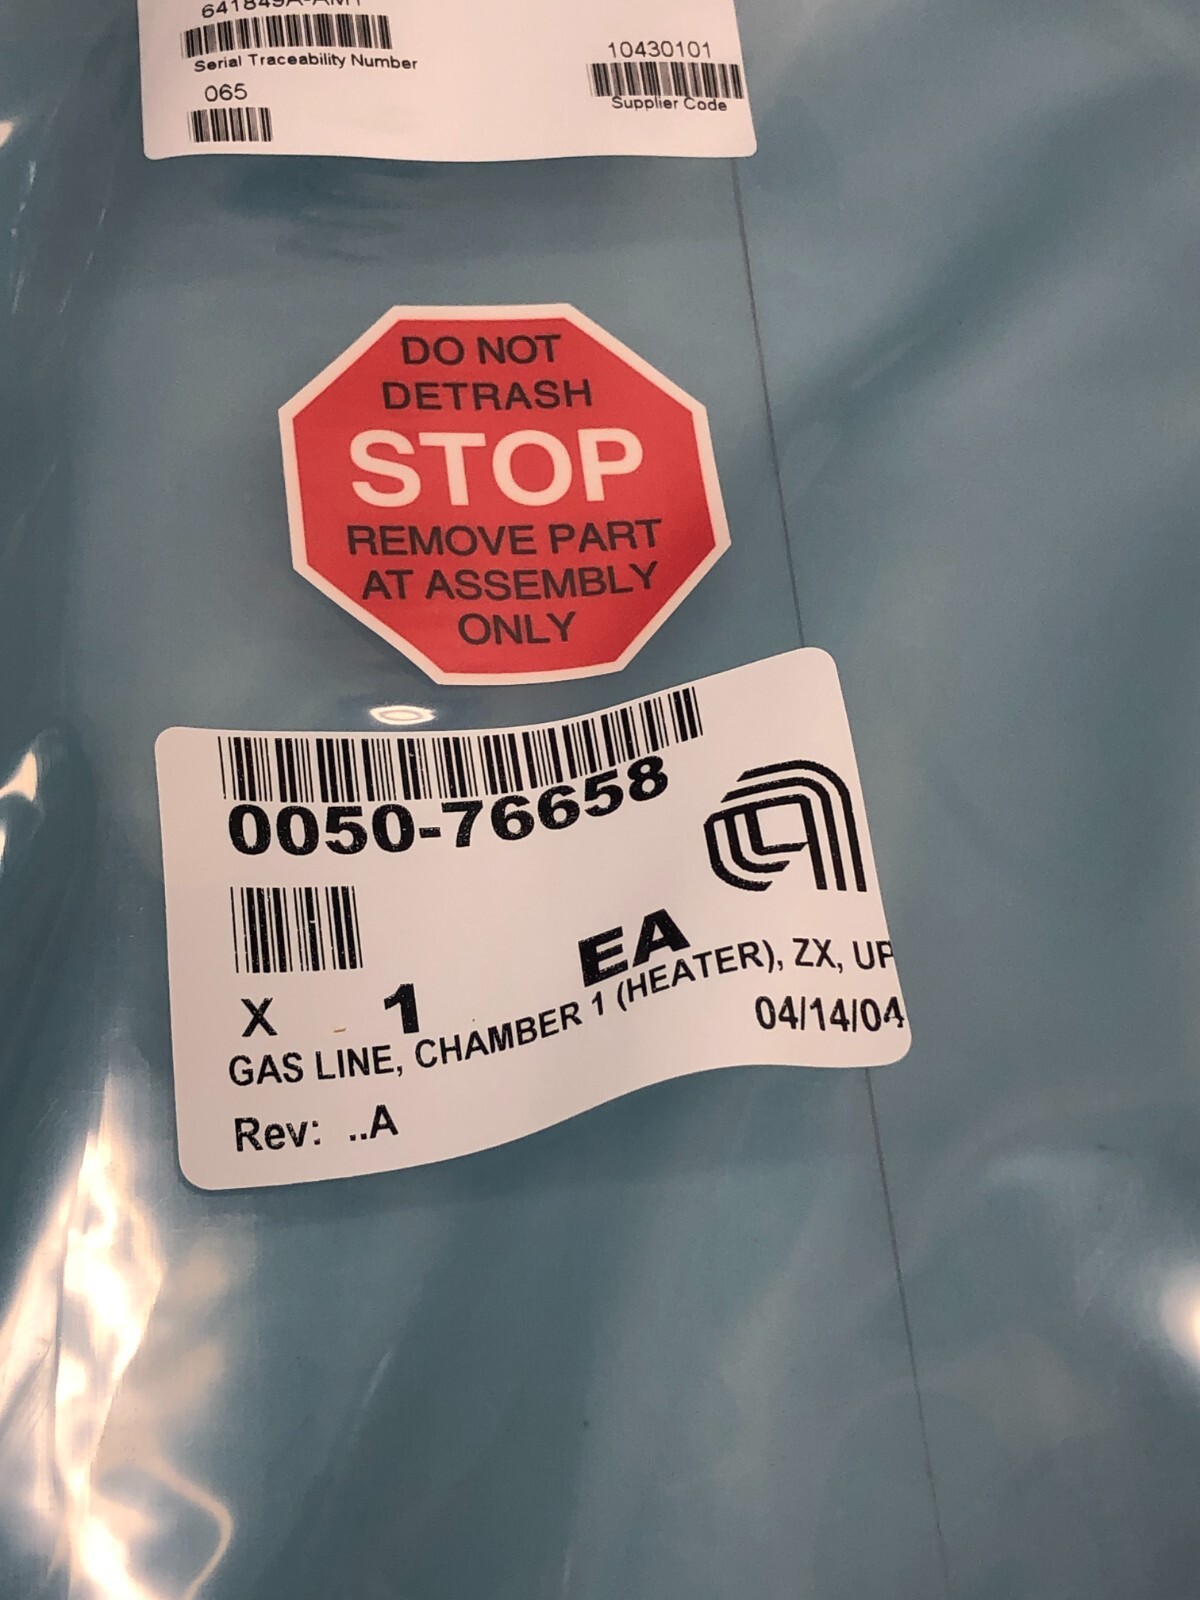 Serial Traceability Number
065
10430101
Supplier Code
DO NOT
DETRASH
STOP
REMOVE PART
AT ASSEMBLY
ONLY
0050-76658
X 1 EA
GAS LINE, CHAMBER 1 (HEATER), ZX, UP
04/14/04
Rev: ..A